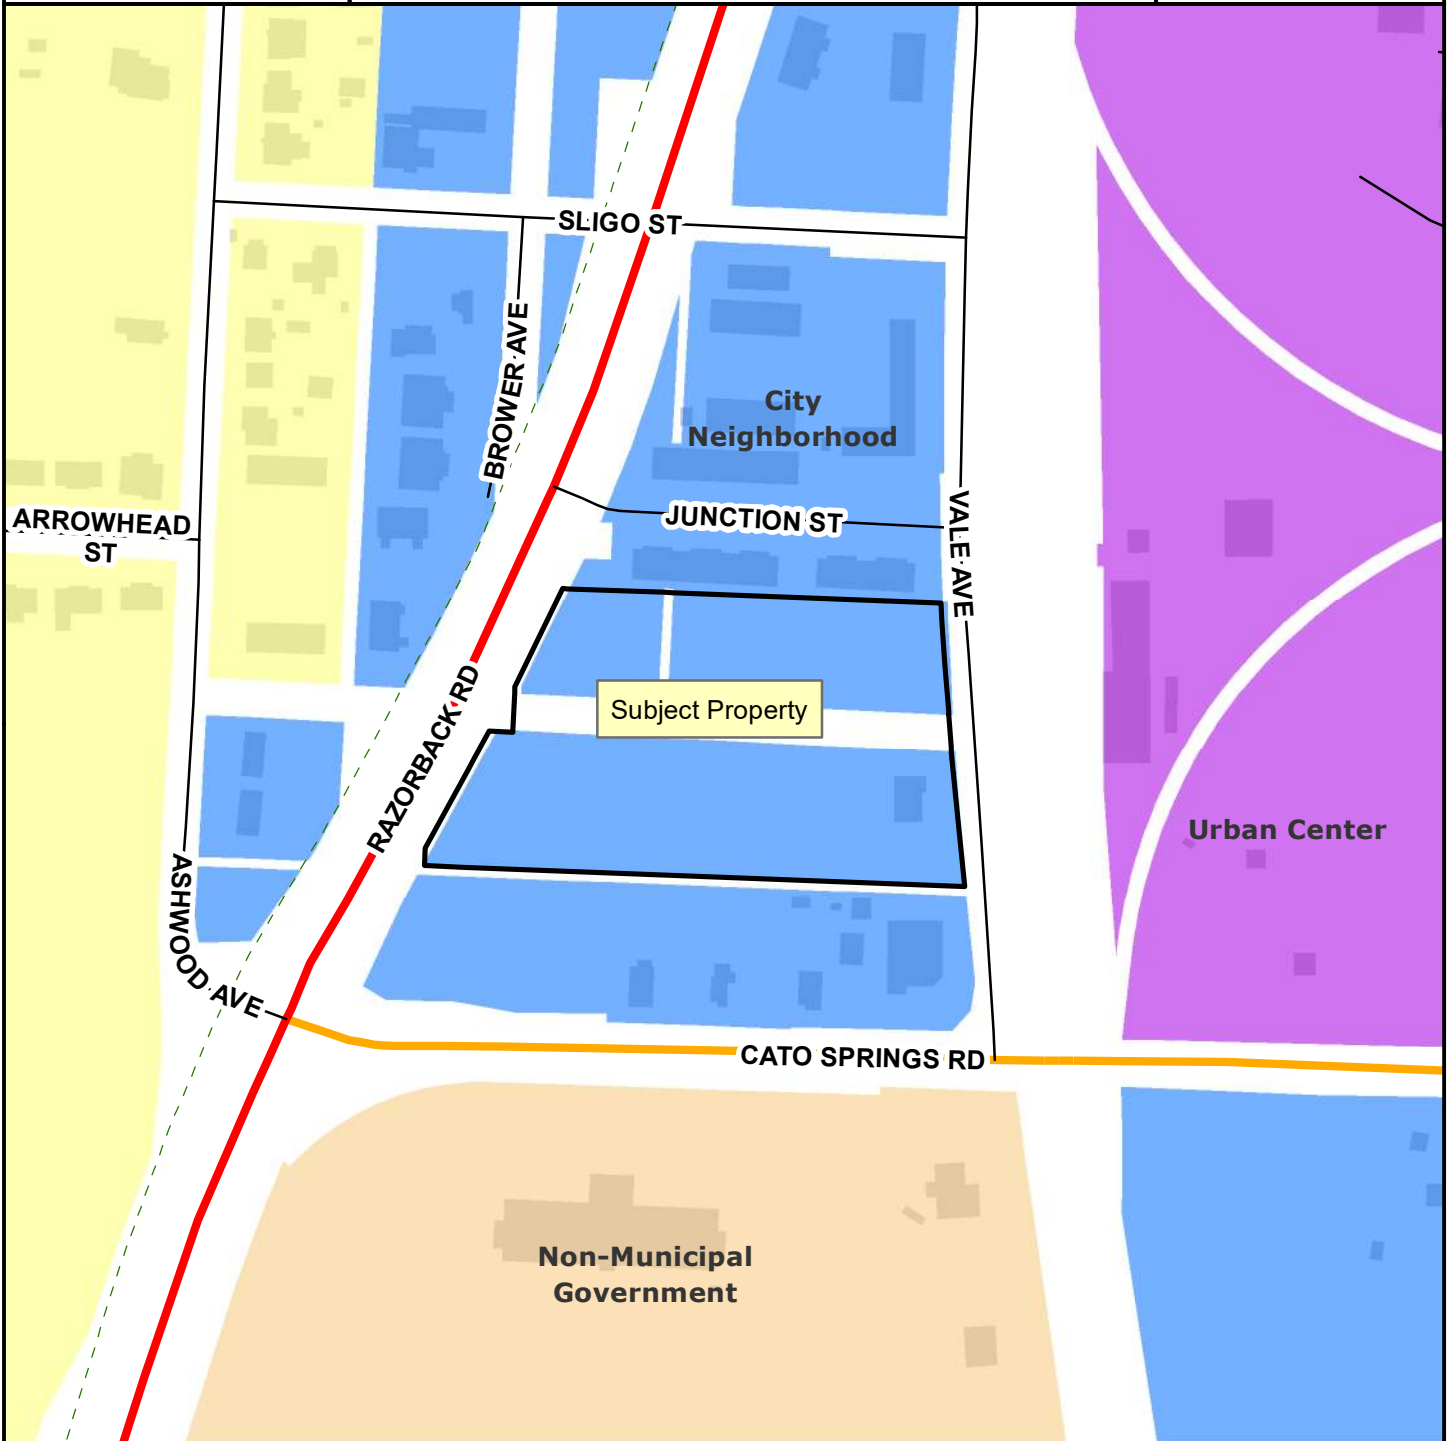 SLIGO ST
BROWER AVE
City
Neighborhood
ARROWHEAD
ST
JUNCTION ST
VALE AVE
RAZORBACK RD
Subject Property
Urban Center
ASHWOOD AVE
CATO SPRINGS RD
Non-Municipal
Government